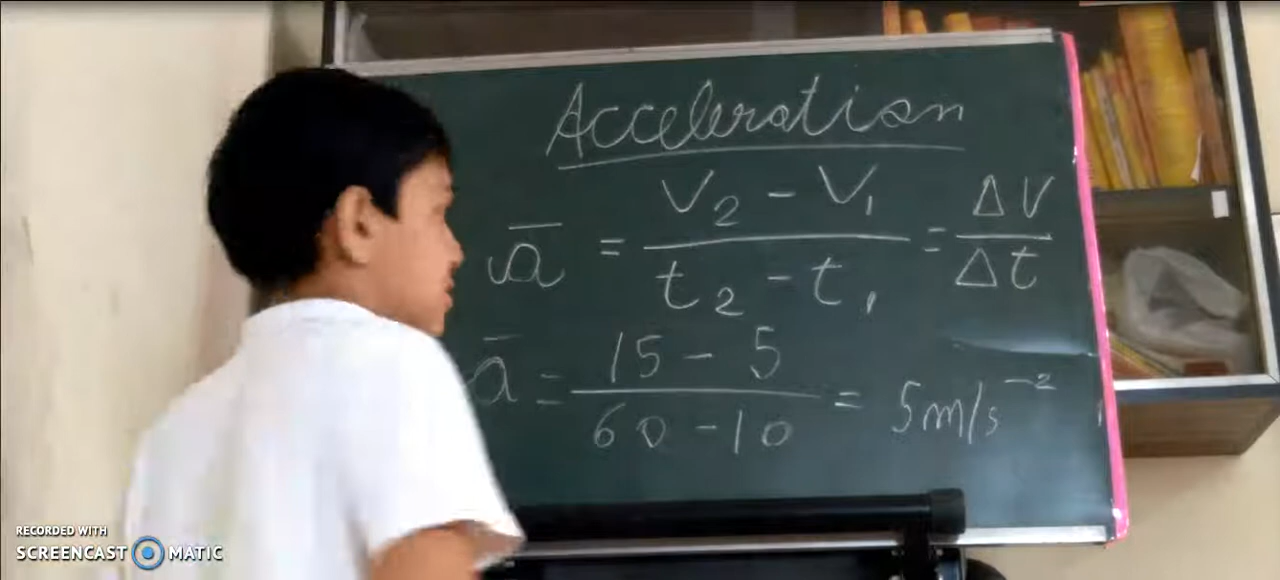 Acceleration
a̅ = V₂ - V₁ / t₂ - t₁ = ΔV / Δt
a̅ = 15 - 5 / 60 - 10 = 5m/s⁻²
RECORDED WITH
SCREENCAST MATIC